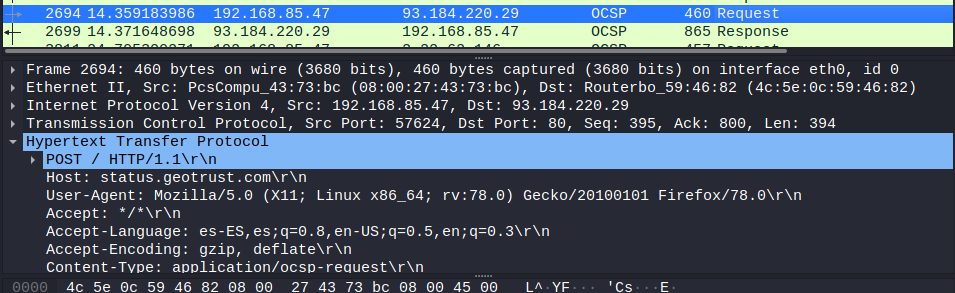 2694 14.359183986 192.168.85.47 93.184.220.29 OCSP 460 Request
2699 14.371648698 93.184.220.29 192.168.85.47 OCSP 865 Response
Frame 2694: 460 bytes on wire (3680 bits), 460 bytes captured (3680 bits) on interface eth0, id 0
Ethernet II, Src: PcsCompu_43:73:bc (08:00:27:43:73:bc), Dst: Routerbo_59:46:82 (4c:5e:0c:59:46:82)
Internet Protocol Version 4, Src: 192.168.85.47, Dst: 93.184.220.29
Transmission Control Protocol, Src Port: 57624, Dst Port: 80, Seq: 395, Ack: 800, Len: 394
Hypertext Transfer Protocol
POST / HTTP/1.1\r\n
Host: status.geotrust.com\r\n
User-Agent: Mozilla/5.0 (X11; Linux x86_64; rv:78.0) Gecko/20100101 Firefox/78.0\r\n
Accept: */*\r\n
Accept-Language: es-ES,es;q=0.8,en-US;q=0.5,en;q=0.3\r\n
Accept-Encoding: gzip, deflate\r\n
Content-Type: application/ocsp-request\r\n
0000 4c 5e 0c 59 46 82 08 00 27 43 73 bc 08 00 45 00 L^·YF··· 'Cs···E·